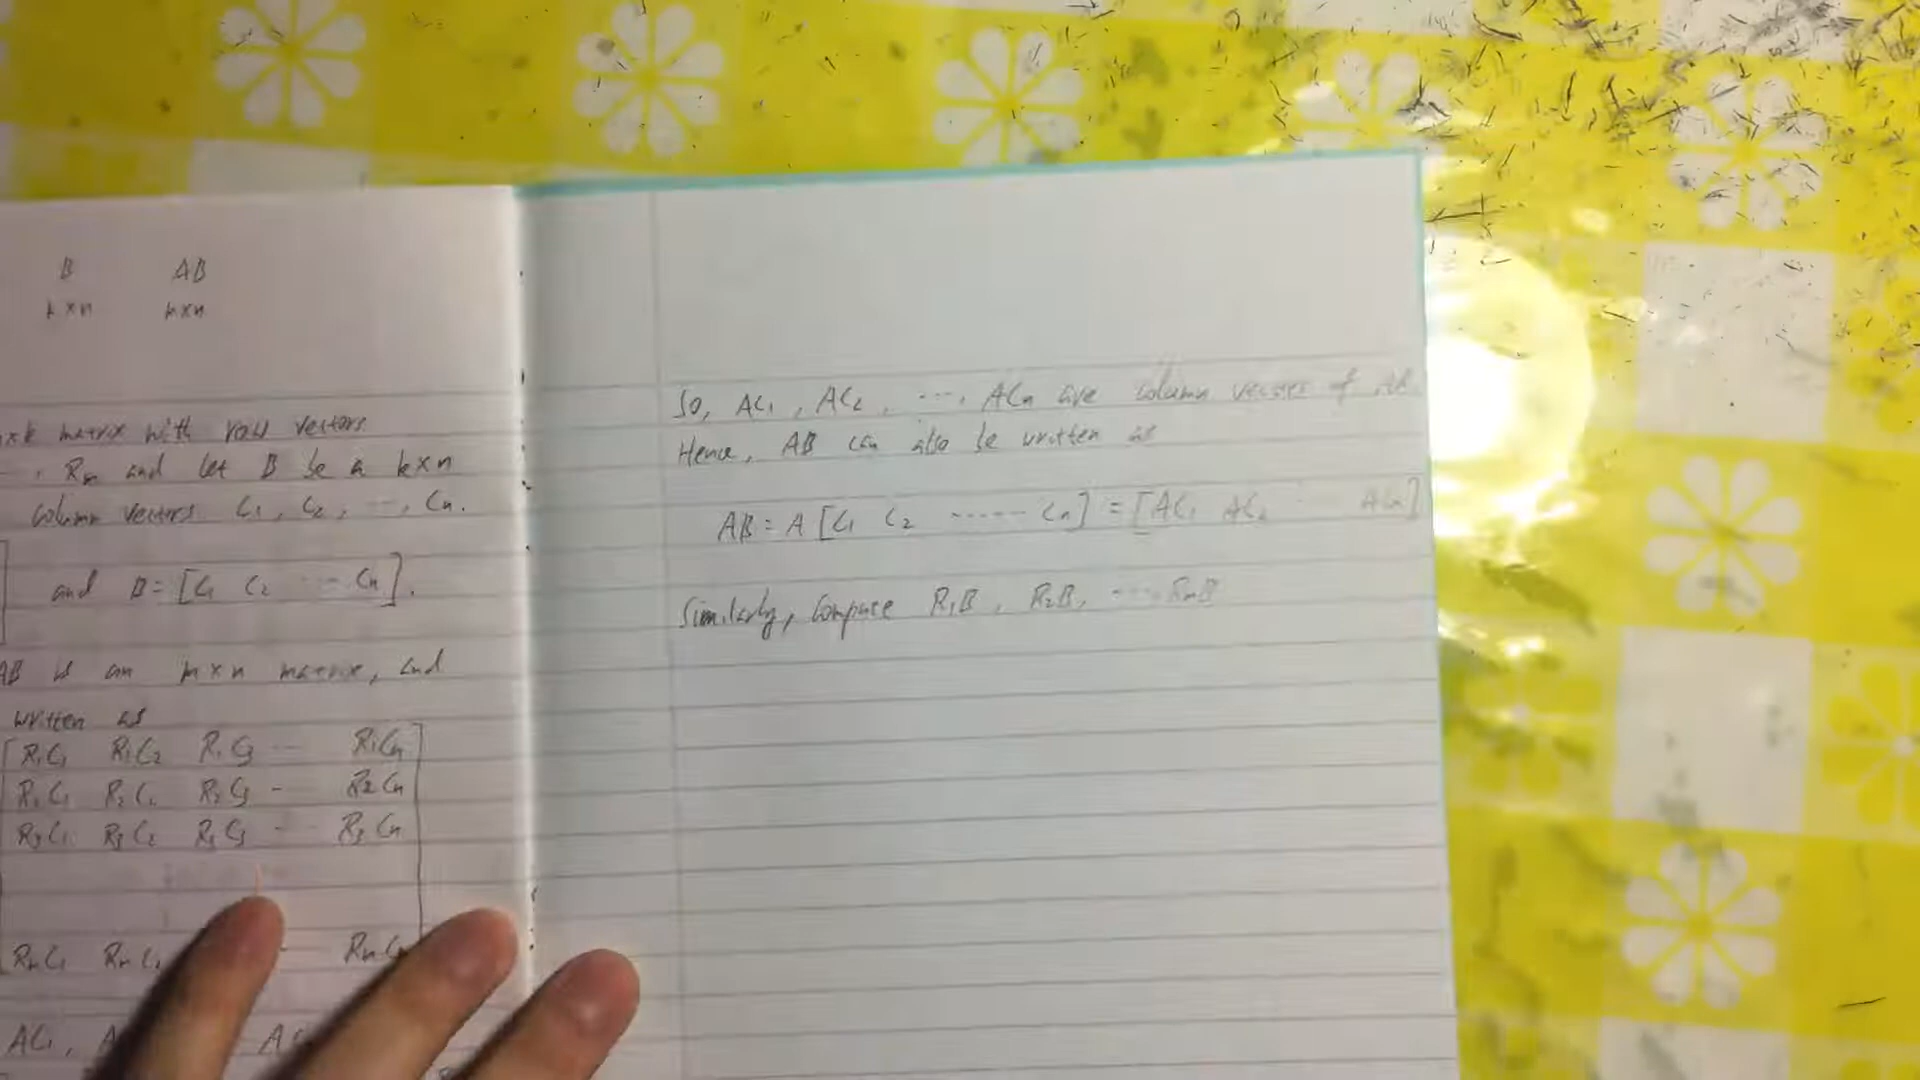 B AB
k×n m×n
×k matrix with row vectors
, Rm and let B be a k×n
column vectors C1, C2, ..., Cn.
and B = [C1 C2 ... Cn].
AB is an m×n matrix, and
written as
R1C1 R1C2 R1C3 ... R1Cn
R2C1 R2C2 R2C3 ... R2Cn
R3C1 R3C2 R3C3 ... R3Cn
RmC1 RmC2
AC1,
So, AC1, AC2, ..., ACn are column vectors of AB.
Hence, AB can also be written as
AB = A [C1 C2 ...... Cn] = [AC1 AC2 ACn]
Similarly, compute R1B, R2B, ..., RmB